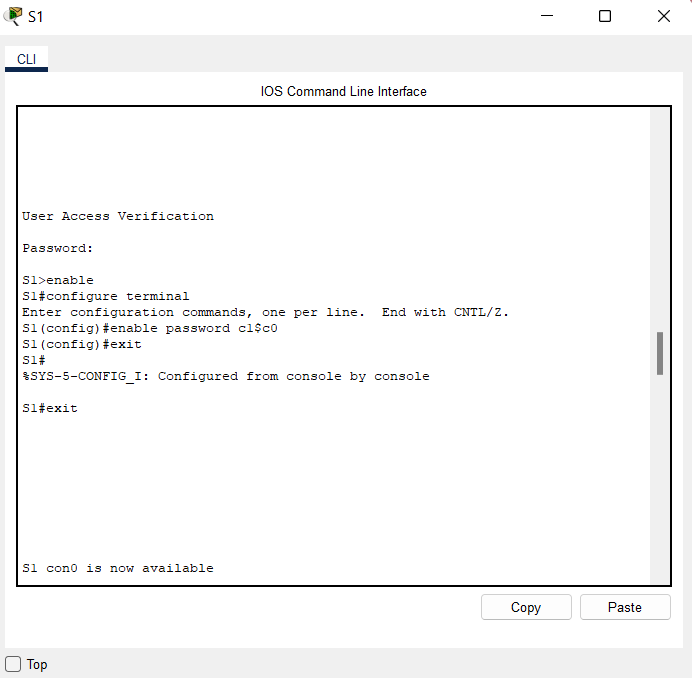 S1
CLI
IOS Command Line Interface
User Access Verification
Password:
S1>enable
S1#configure terminal
Enter configuration commands, one per line.  End with CNTL/Z.
S1(config)#enable password c1$c0
S1(config)#exit
S1#
%SYS-5-CONFIG_I: Configured from console by console
S1#exit
S1 con0 is now available
Copy
Paste
Top